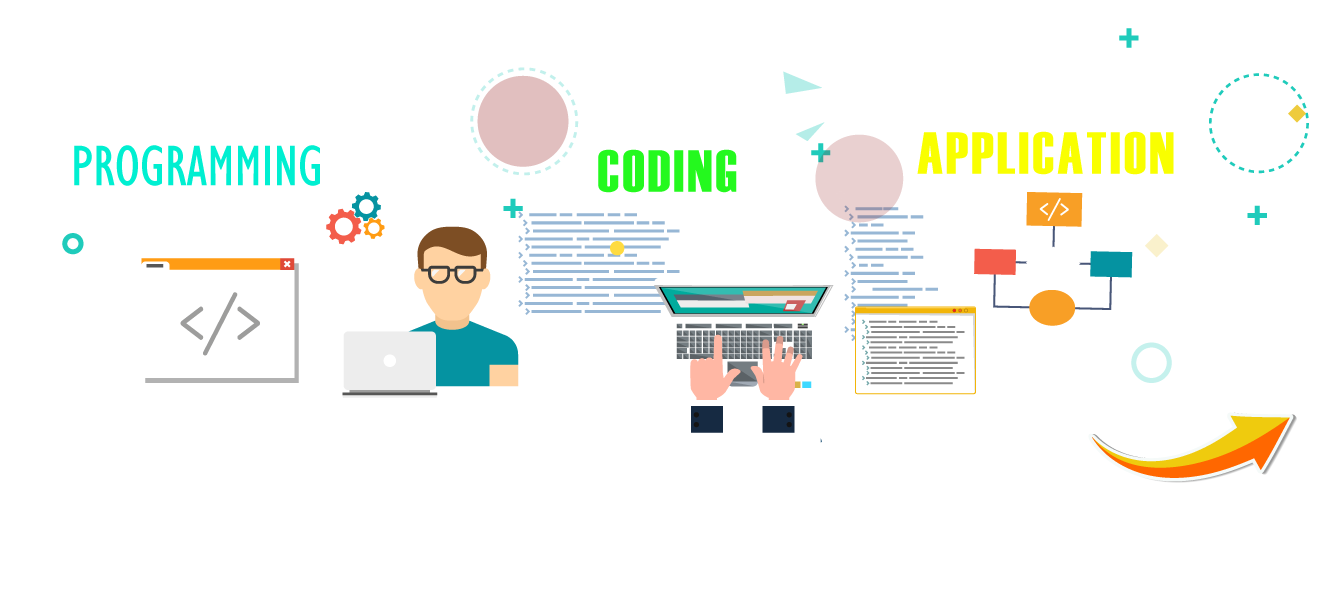 PROGRAMMING
CODING
APPLICATION
</>
</>